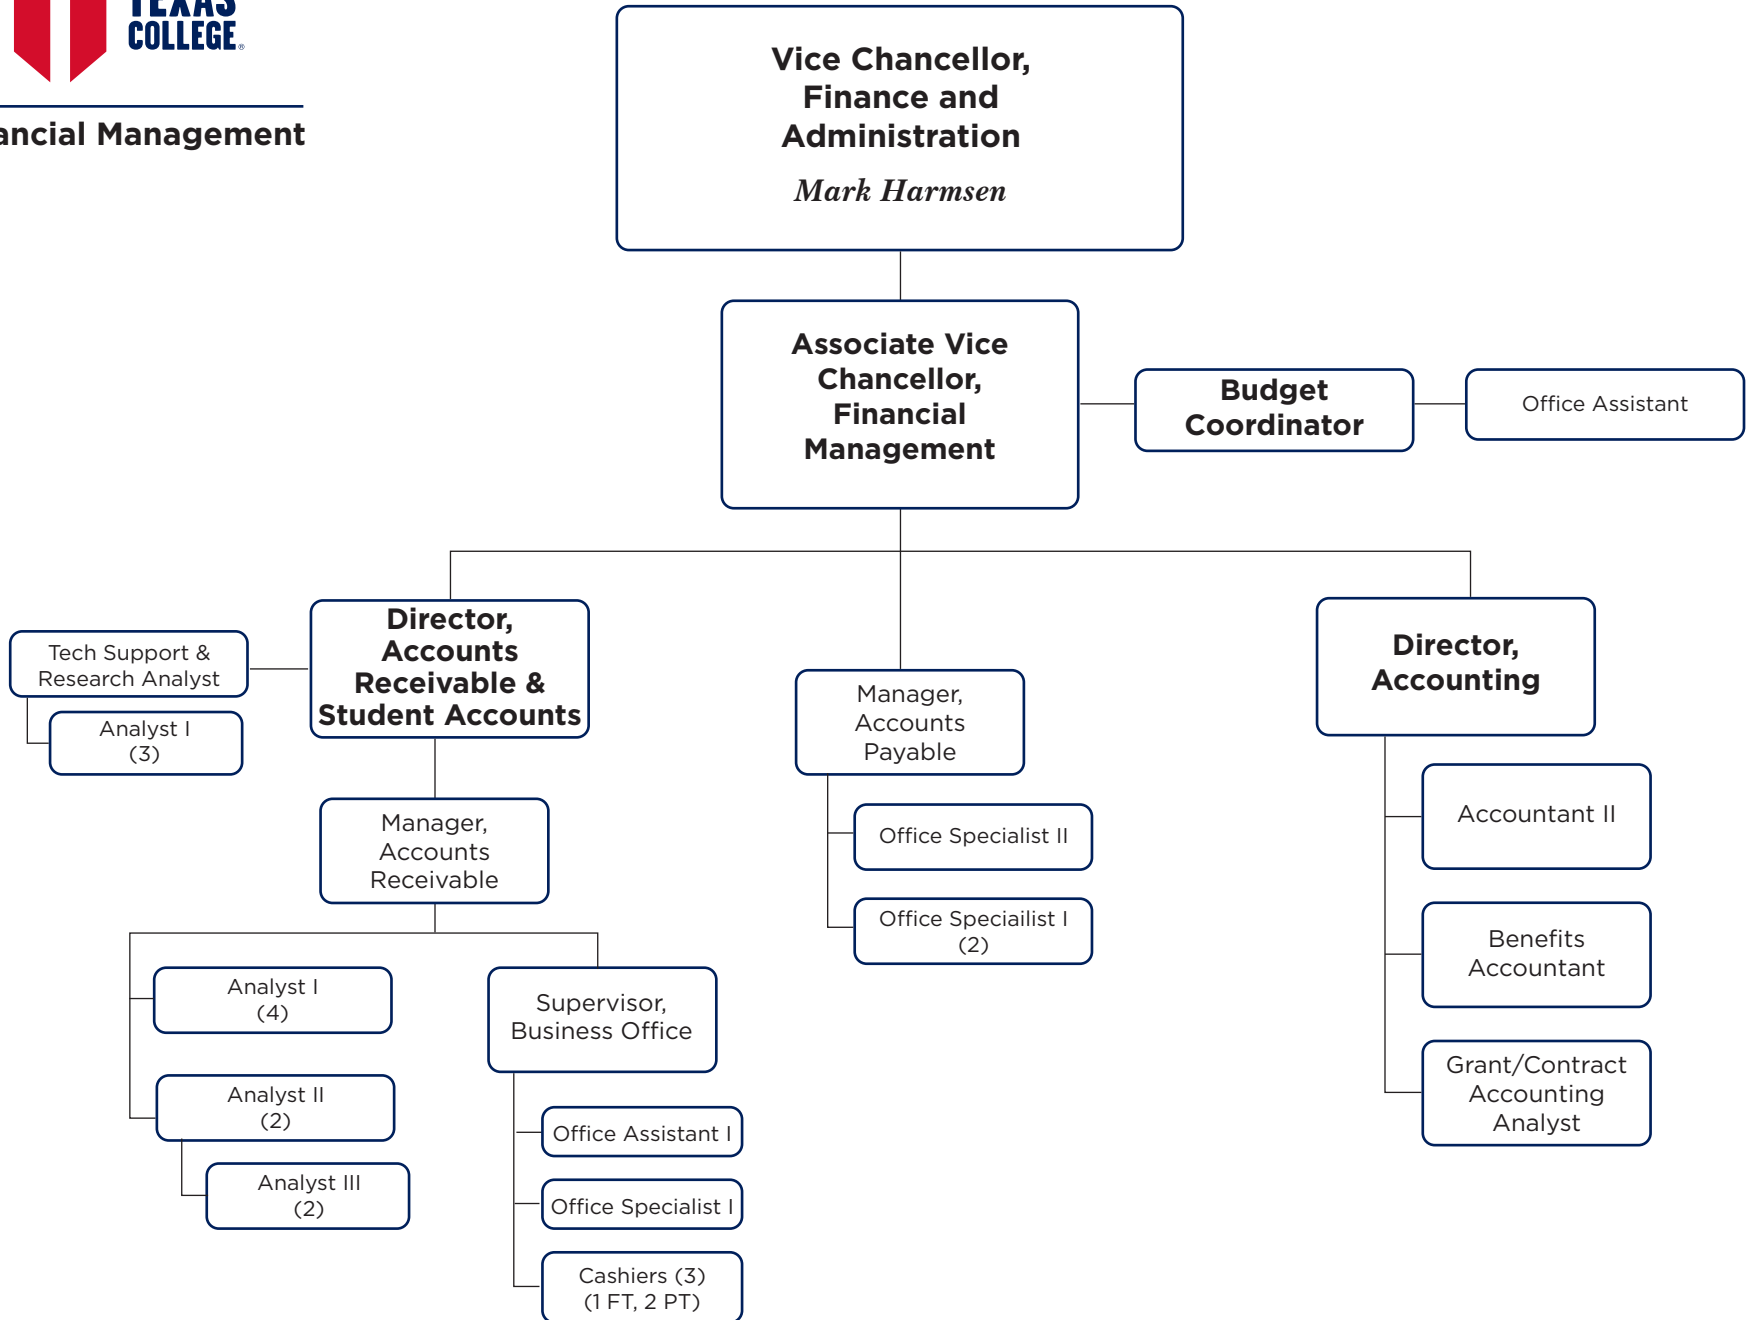 TEXAS
COLLEGE®
ancial Management
Vice Chancellor,
Finance and
Administration
Mark Harmsen
Associate Vice
Chancellor,
Financial
Management
Budget
Coordinator
Office Assistant
Director,
Accounts
Receivable &
Student Accounts
Tech Support &
Research Analyst
Analyst I
(3)
Manager,
Accounts
Receivable
Analyst I
(4)
Analyst II
(2)
Analyst III
(2)
Supervisor,
Business Office
Office Assistant I
Office Specialist I
Cashiers (3)
(1 FT, 2 PT)
Manager,
Accounts
Payable
Office Specialist II
Office Speciailist I
(2)
Director,
Accounting
Accountant II
Benefits
Accountant
Grant/Contract
Accounting
Analyst